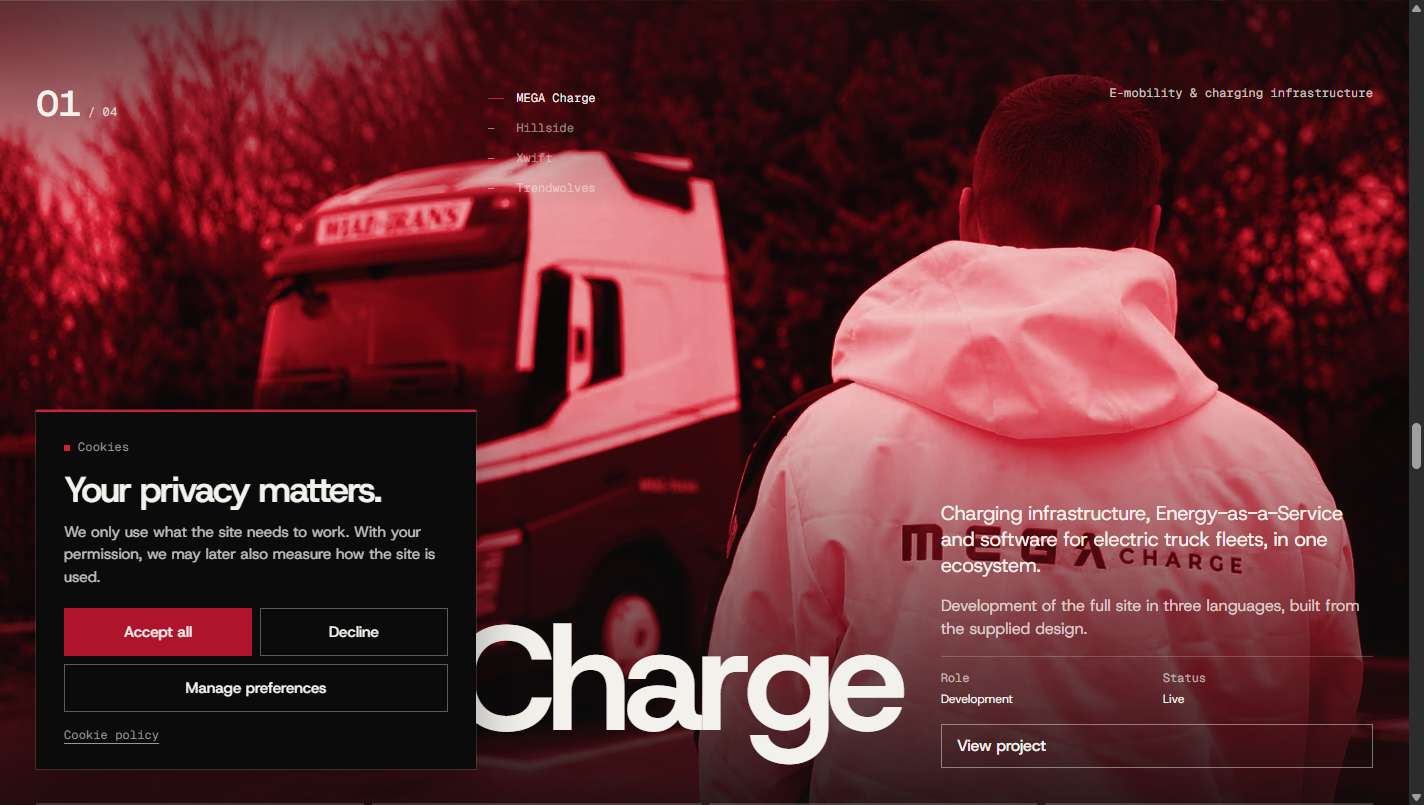 01 / 04
MEGA Charge
Hillside
Xwift
Trendwolves
E-mobility & charging infrastructure
Cookies
Your privacy matters.
We only use what the site needs to work. With your
permission, we may later also measure how the site is
used.
Accept all
Decline
Manage preferences
Cookie policy
Charge
MEGA CHARGE
Charging infrastructure, Energy-as-a-Service
and software for electric truck fleets, in one
ecosystem.
Development of the full site in three languages, built from
the supplied design.
Role
Status
Development
Live
View project